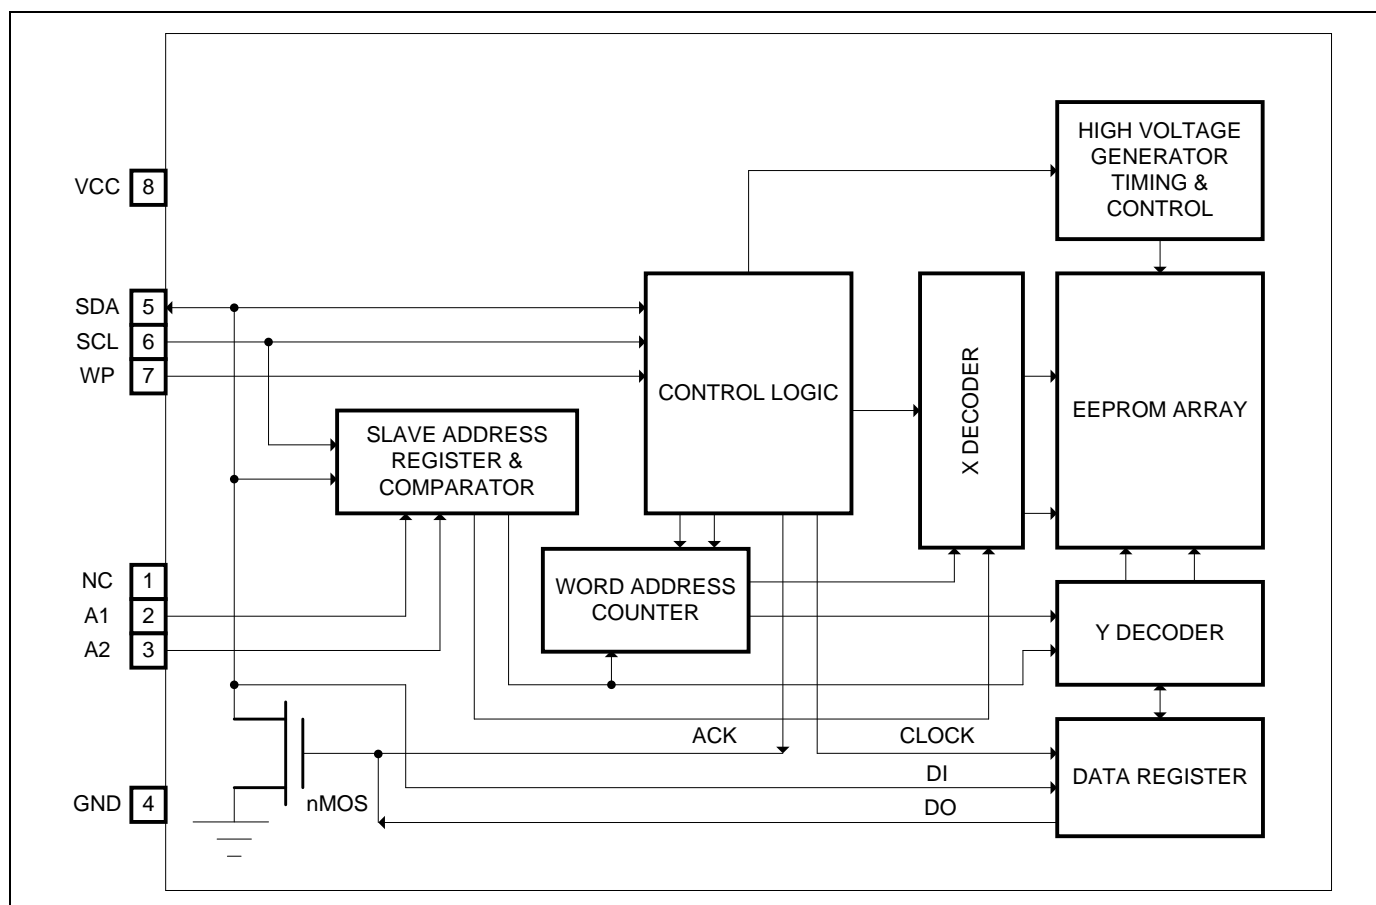 HIGH VOLTAGE
GENERATOR
TIMING &
CONTROL
VCC 8
SDA 5
SCL 6
WP 7
CONTROL LOGIC
X DECODER
EEPROM ARRAY
SLAVE ADDRESS
REGISTER &
COMPARATOR
NC 1
A1 2
A2 3
WORD ADDRESS
COUNTER
Y DECODER
ACK
CLOCK
DI
DO
DATA REGISTER
GND 4
nMOS